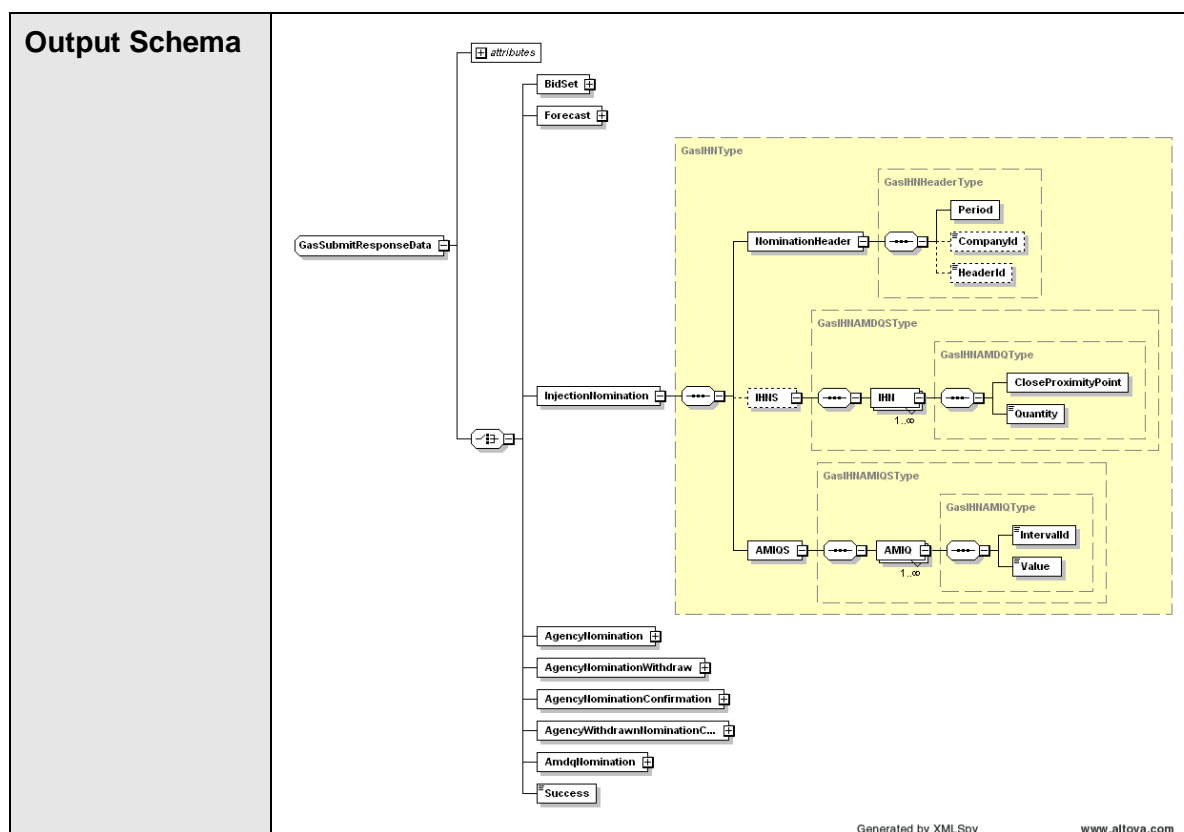 Output Schema
attributes
BidSet
Forecast
GasIHNType
GasIHNHeaderType
Period
GasSubmitResponseData
NominationHeader
CompanyId
HeaderId
GasIHNAMDQSType
GasIHNAMDQType
CloseProximityPoint
InjectionNomination
IHNS
IHN
Quantity
1..∞
GasIHNAMIQSType
GasIHNAMIQType
IntervalId
AMIQS
AMIQ
Value
1..∞
AgencyNomination
AgencyNominationWithdraw
AgencyNominationConfirmation
AgencyWithdrawnNominationC...
AmdqNomination
Success
Generated by XMLSpy www.altova.com